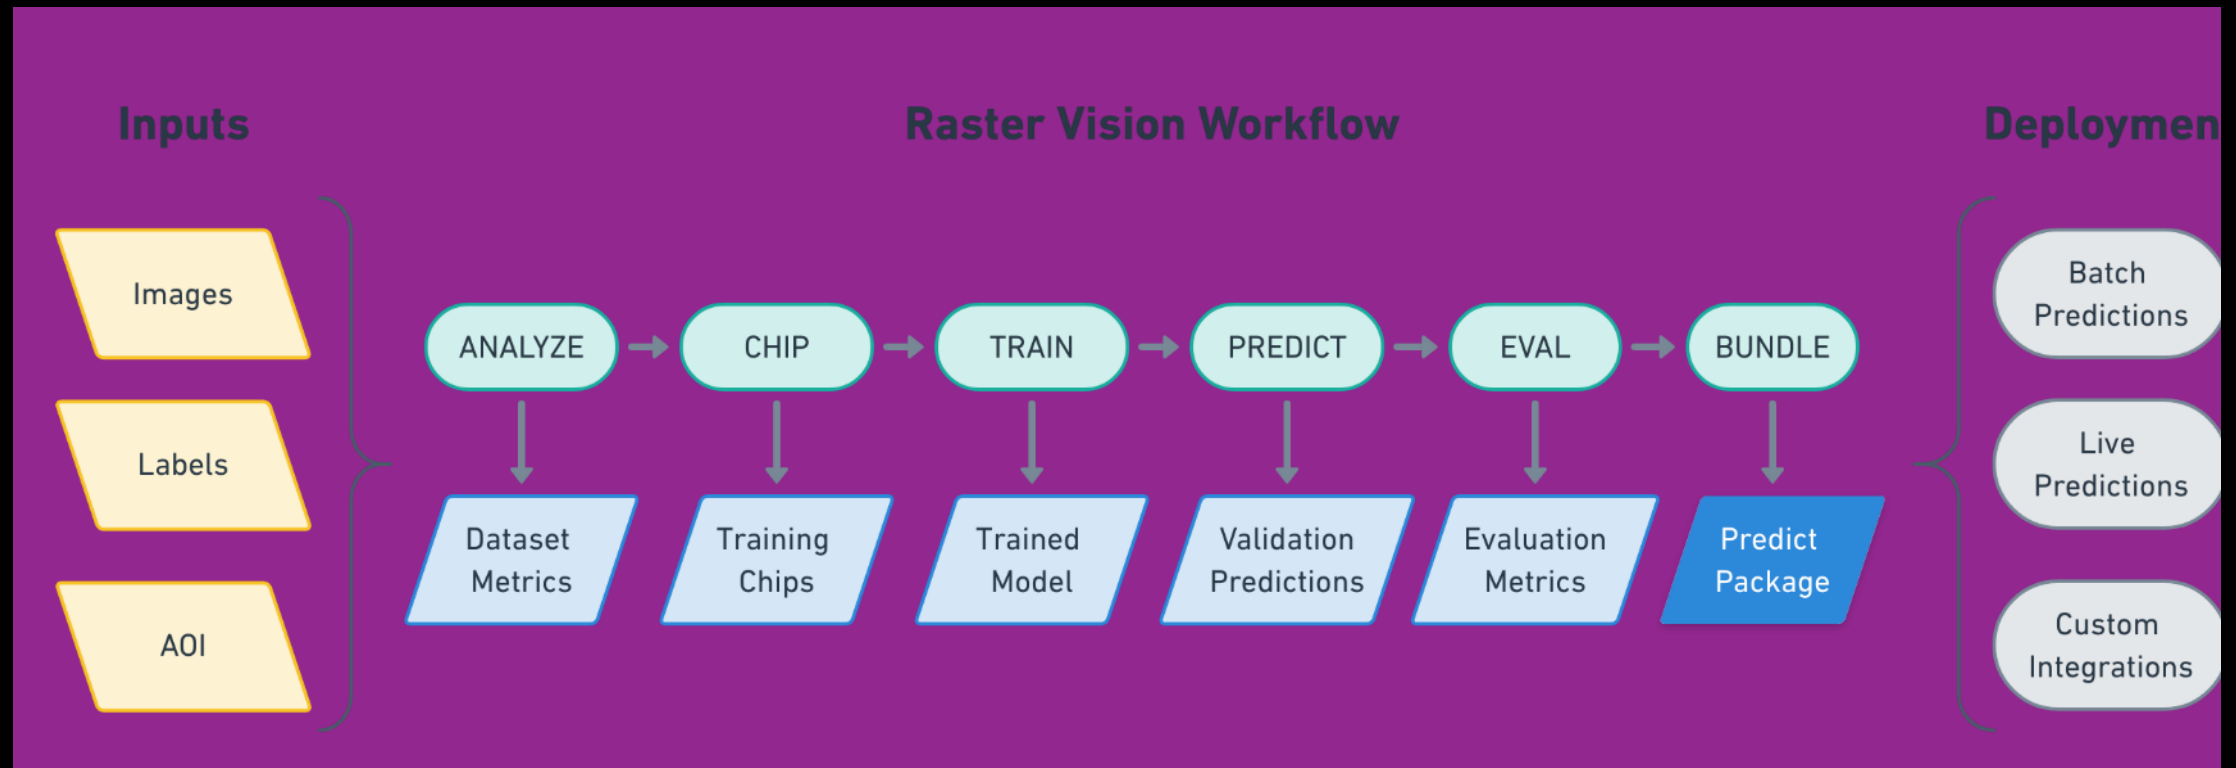 Inputs
Raster Vision Workflow
Deploymen
Images
Labels
AOI
ANALYZE
CHIP
TRAIN
PREDICT
EVAL
BUNDLE
Dataset
Metrics
Training
Chips
Trained
Model
Validation
Predictions
Evaluation
Metrics
Predict
Package
Batch
Predictions
Live
Predictions
Custom
Integrations